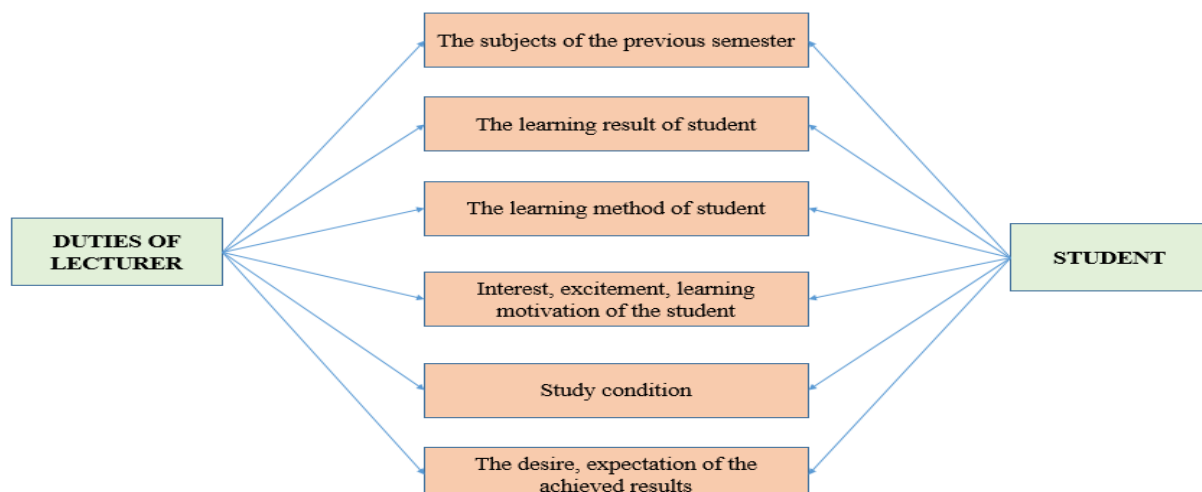 The subjects of the previous semester
The learning result of student
The learning method of student
DUTIES OF
LECTURER
STUDENT
Interest, excitement, learning
motivation of the student
Study condition
The desire, expectation of the
achieved results